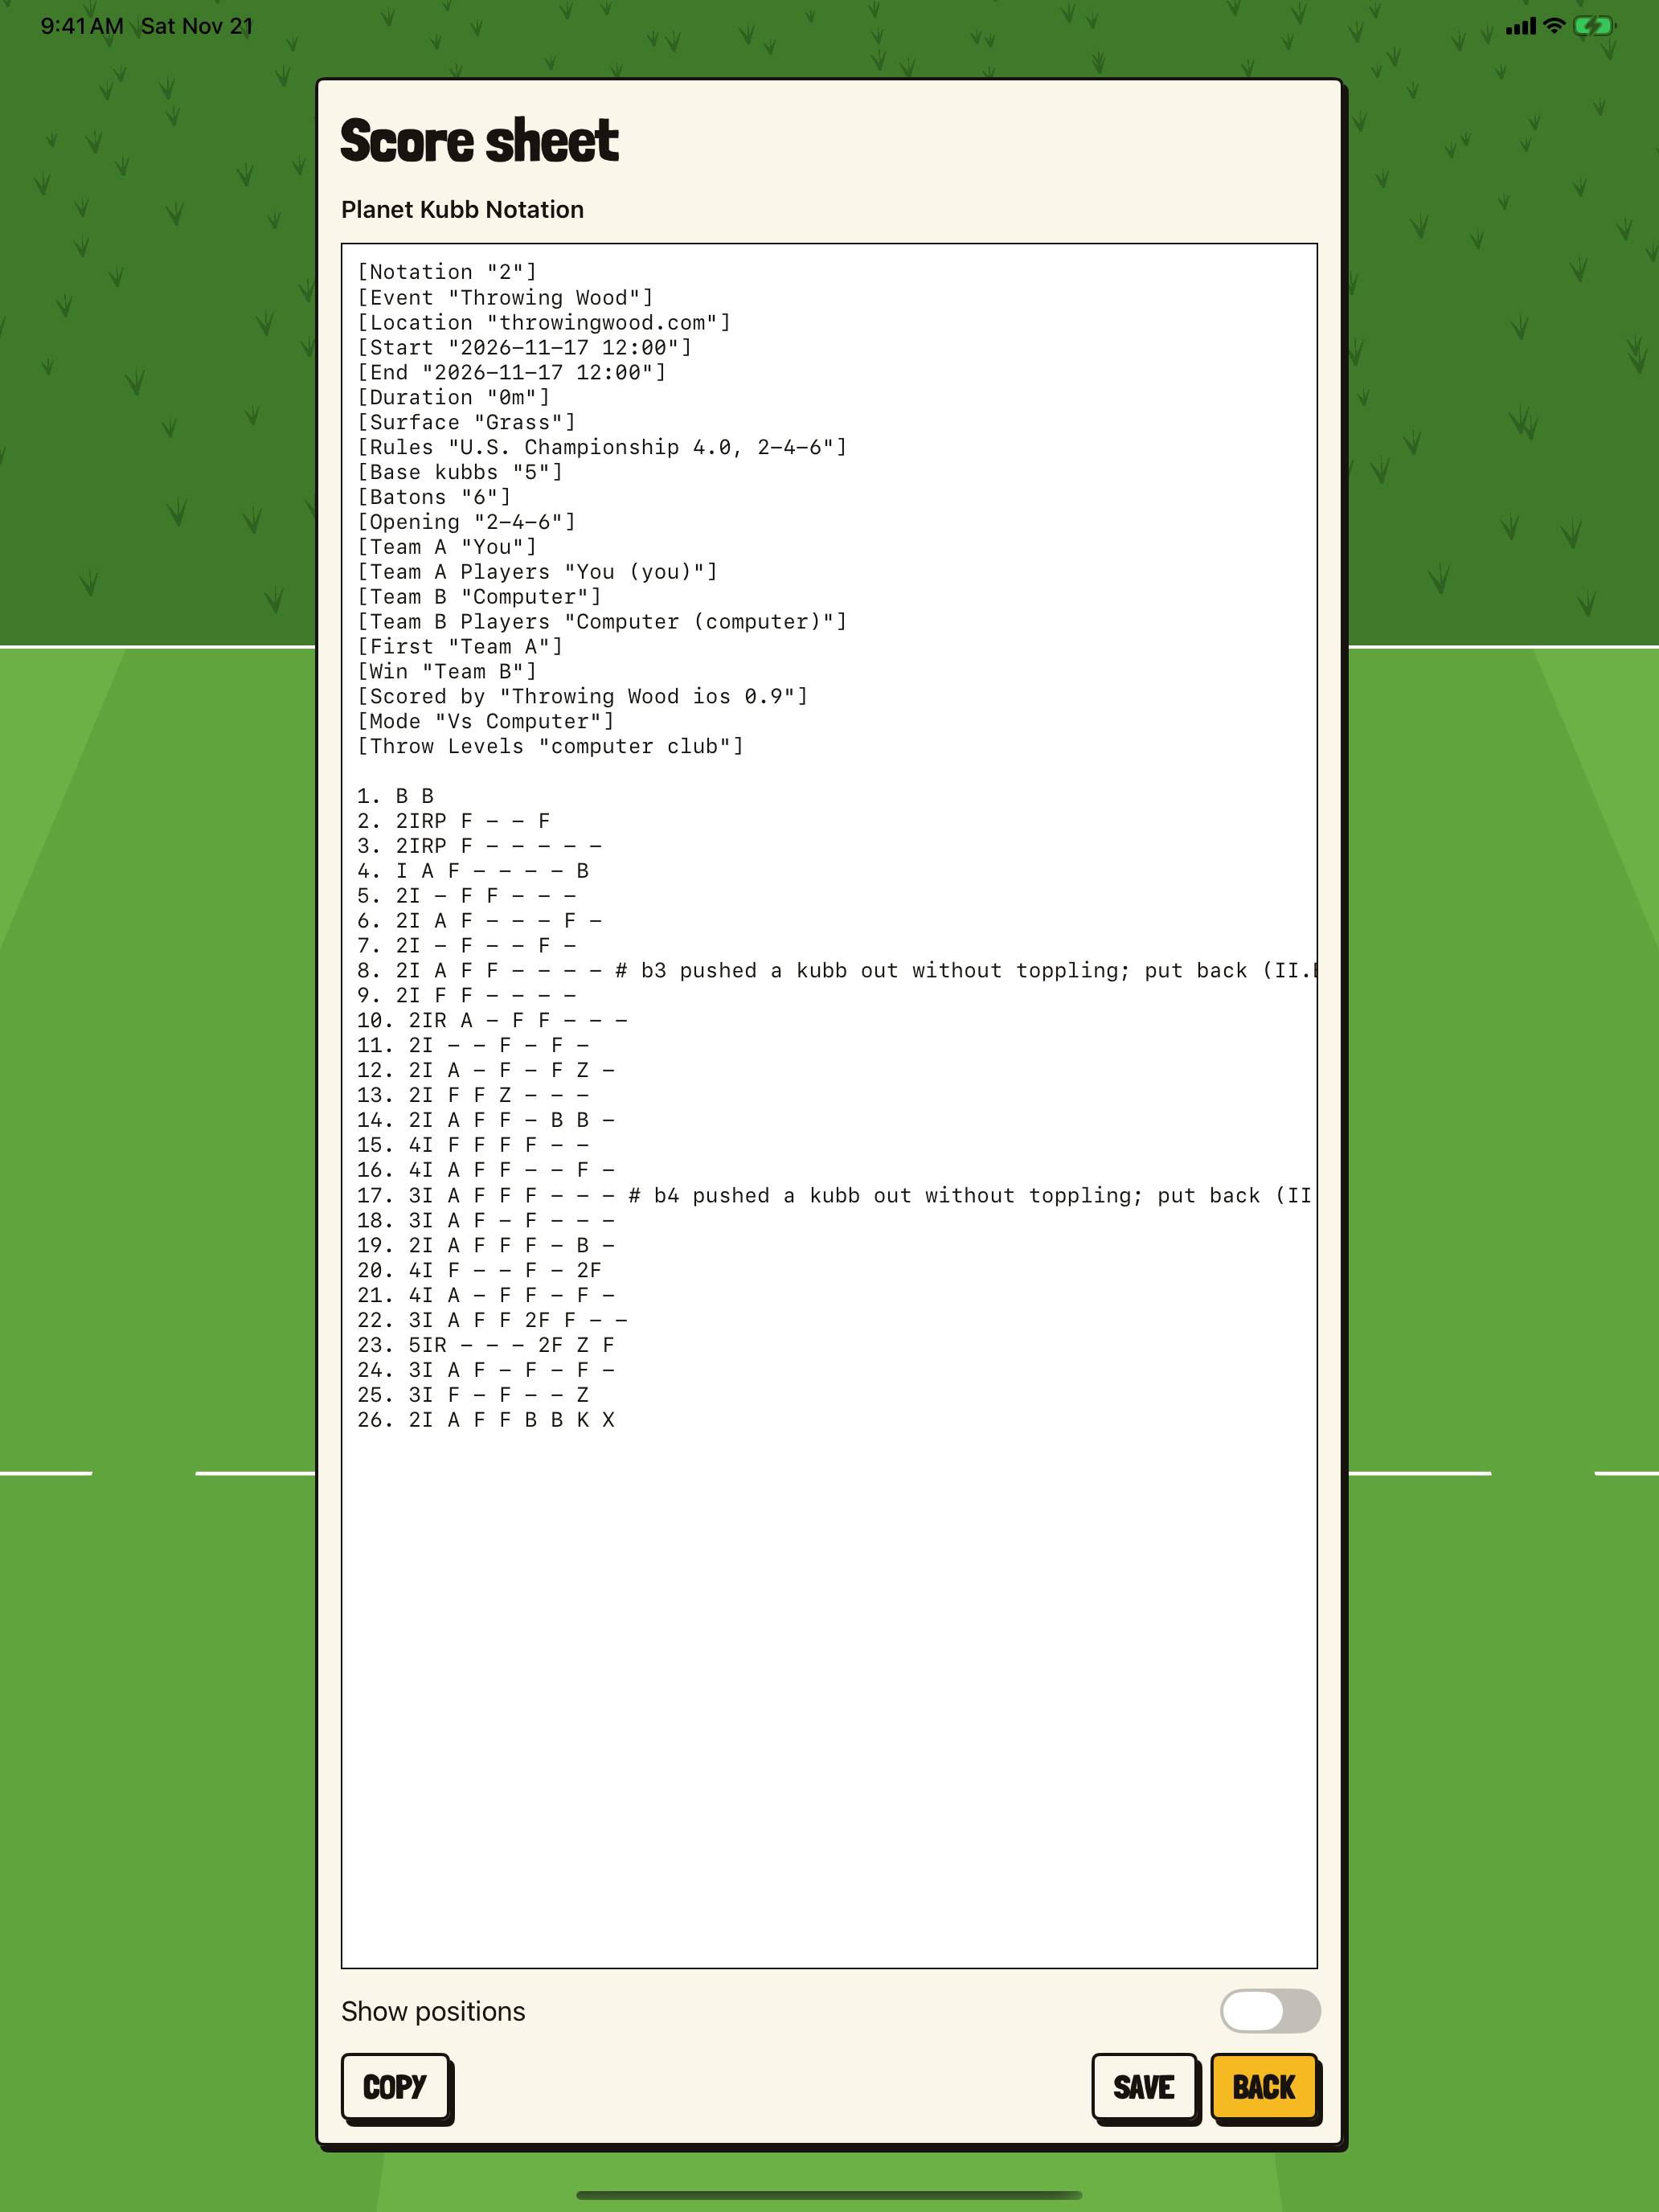 9:41 AM Sat Nov 21
Score sheet
Planet Kubb Notation
[Notation "2"]
[Event "Throwing Wood"]
[Location "throwingwood.com"]
[Start "2026-11-17 12:00"]
[End "2026-11-17 12:00"]
[Duration "0m"]
[Surface "Grass"]
[Rules "U.S. Championship 4.0, 2-4-6"]
[Base kubbs "5"]
[Batons "6"]
[Opening "2-4-6"]
[Team A "You"]
[Team A Players "You (you)"]
[Team B "Computer"]
[Team B Players "Computer (computer)"]
[First "Team A"]
[Win "Team B"]
[Scored by "Throwing Wood ios 0.9"]
[Mode "Vs Computer"]
[Throw Levels "computer club"]
1. B B
2. 2IRP F - - F
3. 2IRP F - - - - -
4. I A F - - - - B
5. 2I - F F - - -
6. 2I A F - - - F -
7. 2I - F - - F -
8. 2I A F F - - - - # b3 pushed a kubb out without toppling; put back (II.
9. 2I F F - - - -
10. 2IR A - F F - - -
11. 2I - - F - F -
12. 2I A - F - F Z -
13. 2I F F Z - - -
14. 2I A F F - B B -
15. 4I F F F F - -
16. 4I A F F - - F -
17. 3I A F F F - - - # b4 pushed a kubb out without toppling; put back (II
18. 3I A F - F - - -
19. 2I A F F F - B -
20. 4I F - - F - 2F
21. 4I A - F F - F -
22. 3I A F F 2F F - -
23. 5IR - - - 2F Z F
24. 3I A F - F - F -
25. 3I F - F - - Z
26. 2I A F F B B K X
Show positions
COPY
SAVE
BACK